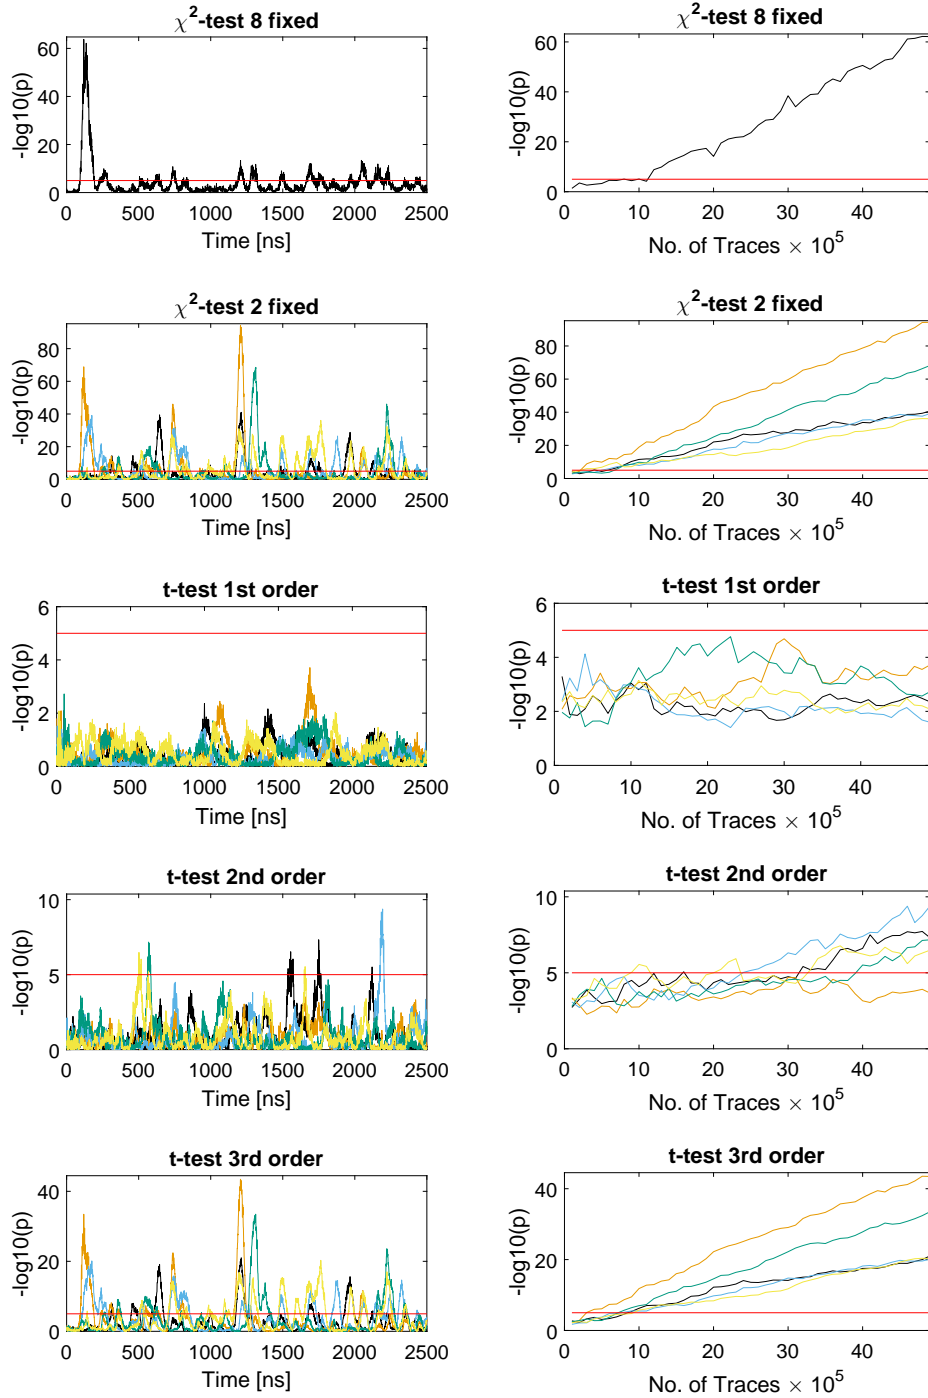 χ²-test 8 fixed
-log10(p)
60
40
20
0
0 500 1000 1500 2000 2500
Time [ns]
χ²-test 8 fixed
-log10(p)
60
40
20
0
0 10 20 30 40
No. of Traces × 10⁵
χ²-test 2 fixed
-log10(p)
80
60
40
20
0
0 500 1000 1500 2000 2500
Time [ns]
χ²-test 2 fixed
-log10(p)
80
60
40
20
0
0 10 20 30 40
No. of Traces × 10⁵
t-test 1st order
-log10(p)
6
4
2
0
0 500 1000 1500 2000 2500
Time [ns]
t-test 1st order
-log10(p)
6
4
2
0
0 10 20 30 40
No. of Traces × 10⁵
t-test 2nd order
-log10(p)
10
5
0
0 500 1000 1500 2000 2500
Time [ns]
t-test 2nd order
-log10(p)
10
5
0
0 10 20 30 40
No. of Traces × 10⁵
t-test 3rd order
-log10(p)
40
20
0
0 500 1000 1500 2000 2500
Time [ns]
t-test 3rd order
-log10(p)
40
20
0
0 10 20 30 40
No. of Traces × 10⁵